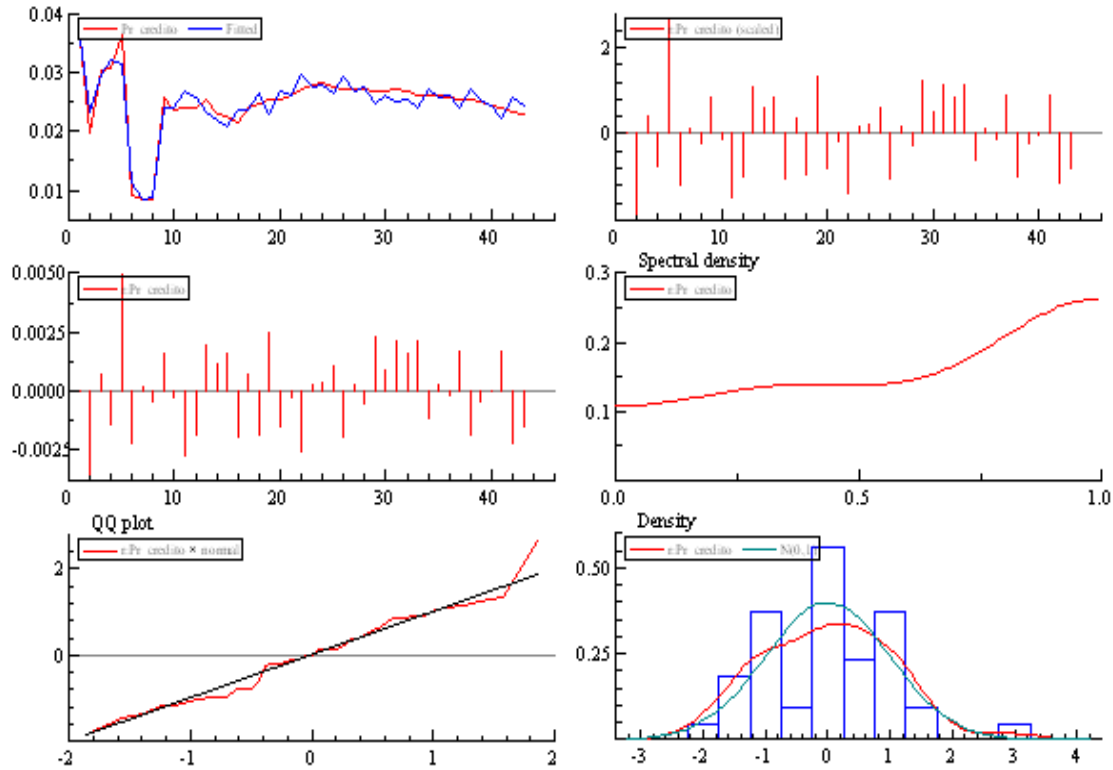 Pr credito Fitted
0.04
0.03
0.02
0.01
0 10 20 30 40
r:Pr credito (scaled)
2
0
0 10 20 30 40
r:Pr credito
0.0050
0.0025
0.0000
-0.0025
0 10 20 30 40
Spectral density
r:Pr credito
0.3
0.2
0.1
0.0 0.5 1.0
QQ plot
r:Pr credito × normal
2
0
-2 -1 0 1 2
Density
r:Pr credito N(0,1)
0.50
0.25
-3 -2 -1 0 1 2 3 4